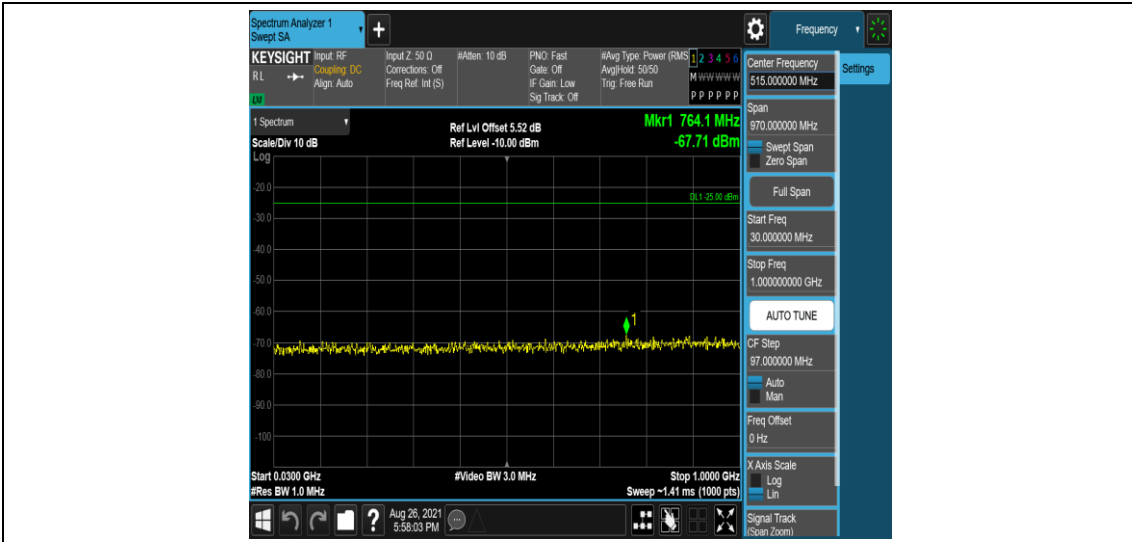 Spectrum Analyzer 1
Swept SA
+
Frequency
KEYSIGHT
RL
LXI
Input: RF
Coupling: DC
Align: Auto
Input Z: 50 Ω
Corrections: Off
Freq Ref: Int (S)
#Atten: 10 dB
PNO: Fast
Gate: Off
IF Gain: Low
Sig Track: Off
#Avg Type: Power (RMS
Avg|Hold: 50/50
Trig: Free Run
1 2 3 4 5 6
M W W W W W
P P P P P P
Center Frequency
515.000000 MHz
Settings
1 Spectrum
Scale/Div 10 dB
Ref Lvl Offset 5.52 dB
Ref Level -10.00 dBm
Mkr1 764.1 MHz
-67.71 dBm
Log
-20.0
-30.0
-40.0
-50.0
-60.0
-70.0
-80.0
-90.0
-100
DL1 -25.00 dBm
1
Span
970.000000 MHz
Swept Span
Zero Span
Full Span
Start Freq
30.000000 MHz
Stop Freq
1.000000000 GHz
AUTO TUNE
CF Step
97.000000 MHz
Auto
Man
Freq Offset
0 Hz
X Axis Scale
Log
Lin
Signal Track
(Span Zoom)
Start 0.0300 GHz
#Res BW 1.0 MHz
#Video BW 3.0 MHz
Stop 1.0000 GHz
Sweep ~1.41 ms (1000 pts)
?
Aug 26, 2021
5:58:03 PM